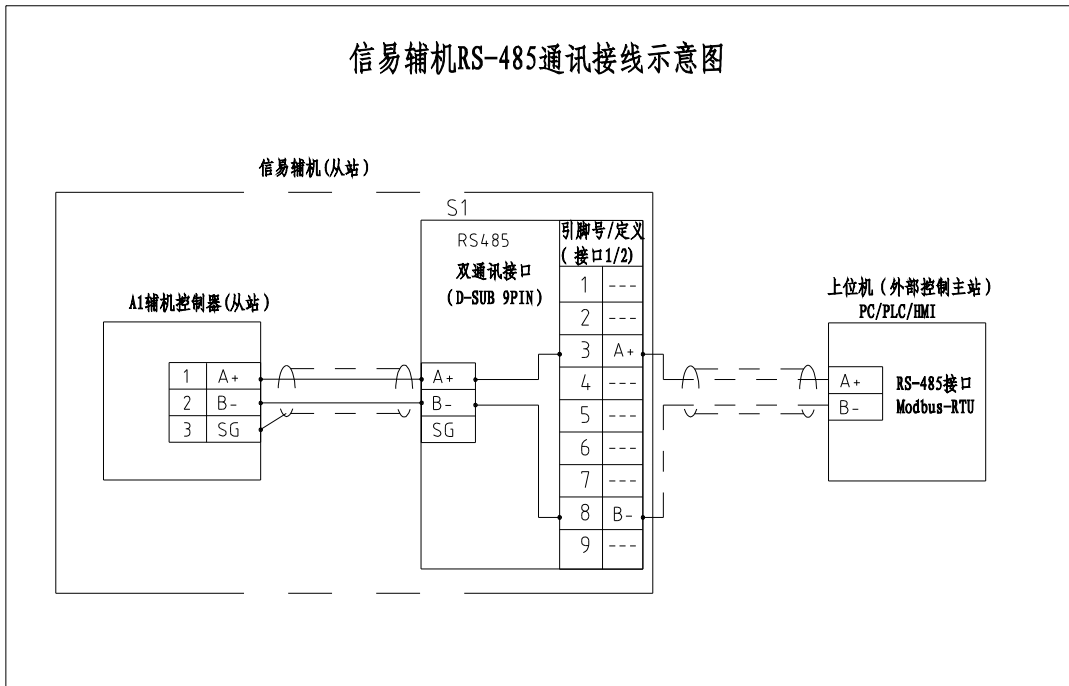 信易辅机RS-485通讯接线示意图
信易辅机(从站)
S1
RS485
双通讯接口
(D-SUB 9PIN)
引脚号/定义
( 接口1/2)
1 ---
2 ---
3 A+
4 ---
5 ---
6 ---
7 ---
8 B-
9 ---
A1辅机控制器(从站)
1 A+
2 B-
3 SG
A+
B-
SG
上位机(外部控制主站)
PC/PLC/HMI
A+
B-
RS-485接口
Modbus-RTU